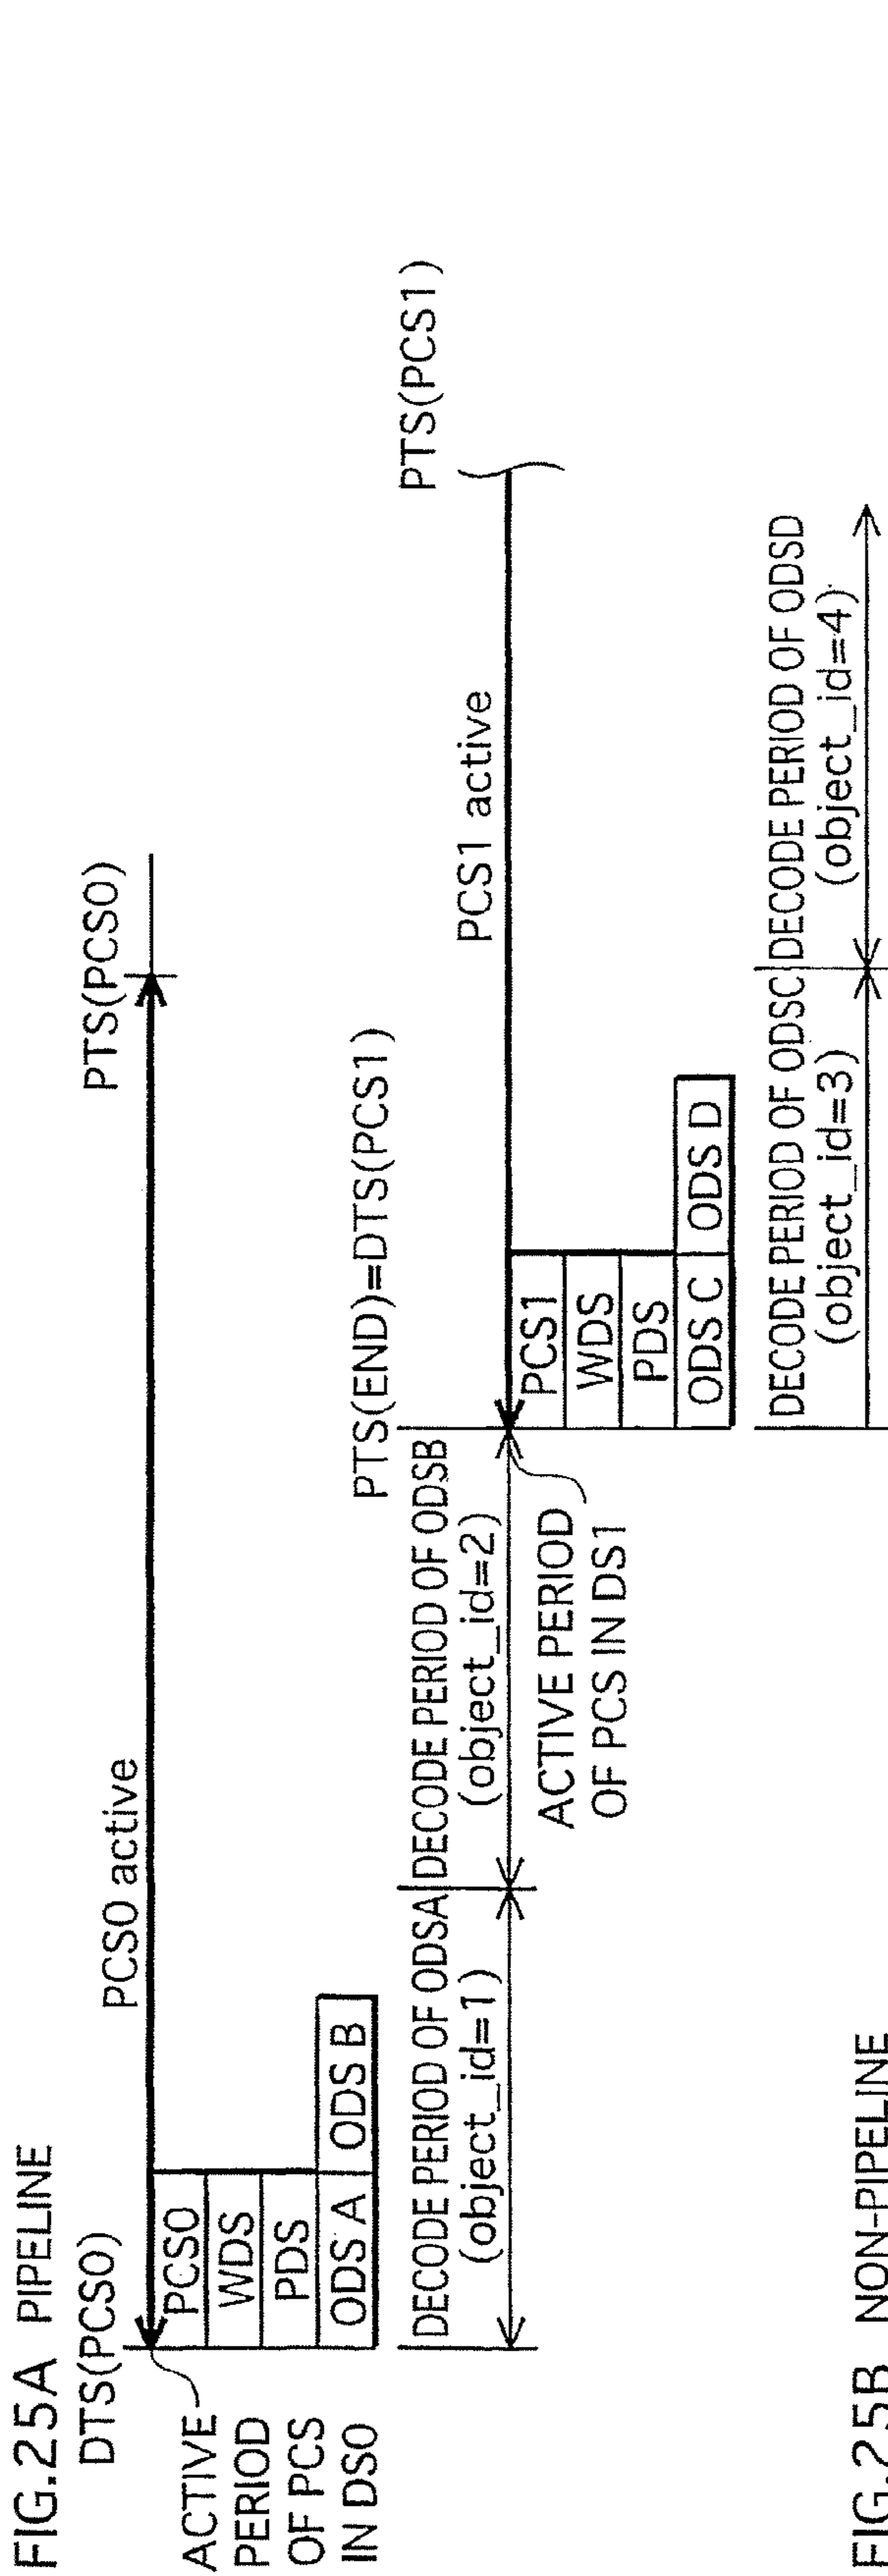 FIG.25A PIPELINE
DTS(PCS0)
PTS(PCS0)
PCS0 active
ACTIVE
PERIOD
OF PCS
IN DS0
PCS0
WDS
PDS
ODS A
ODS B
PTS(END)=DTS(PCS1)
PTS(PCS1)
DECODE PERIOD OF ODSA
(object_id=1)
DECODE PERIOD OF ODSB
(object_id=2)
PCS1 active
ACTIVE PERIOD
OF PCS IN DS1
PCS1
WDS
PDS
ODS C
ODS D
DECODE PERIOD OF ODSC
(object_id=3)
DECODE PERIOD OF ODSD
(object_id=4)
FIG.25B NON-PIPELINE